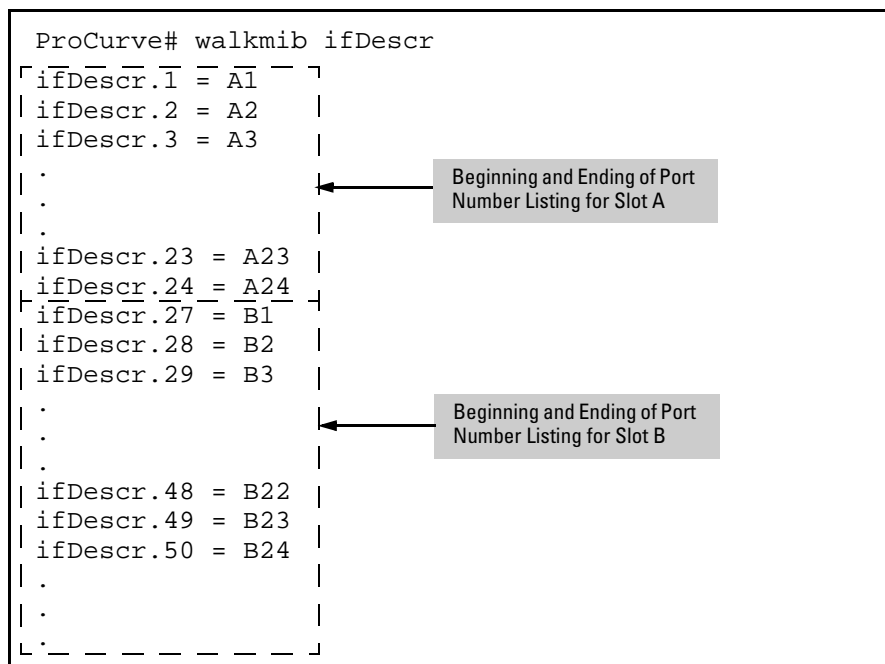 ProCurve# walkmib ifDescr
ifDescr.1 = A1
ifDescr.2 = A2
ifDescr.3 = A3
.
.
.
ifDescr.23 = A23
ifDescr.24 = A24
Beginning and Ending of Port
Number Listing for Slot A
ifDescr.27 = B1
ifDescr.28 = B2
ifDescr.29 = B3
.
.
.
ifDescr.48 = B22
ifDescr.49 = B23
ifDescr.50 = B24
.
.
.
Beginning and Ending of Port
Number Listing for Slot B